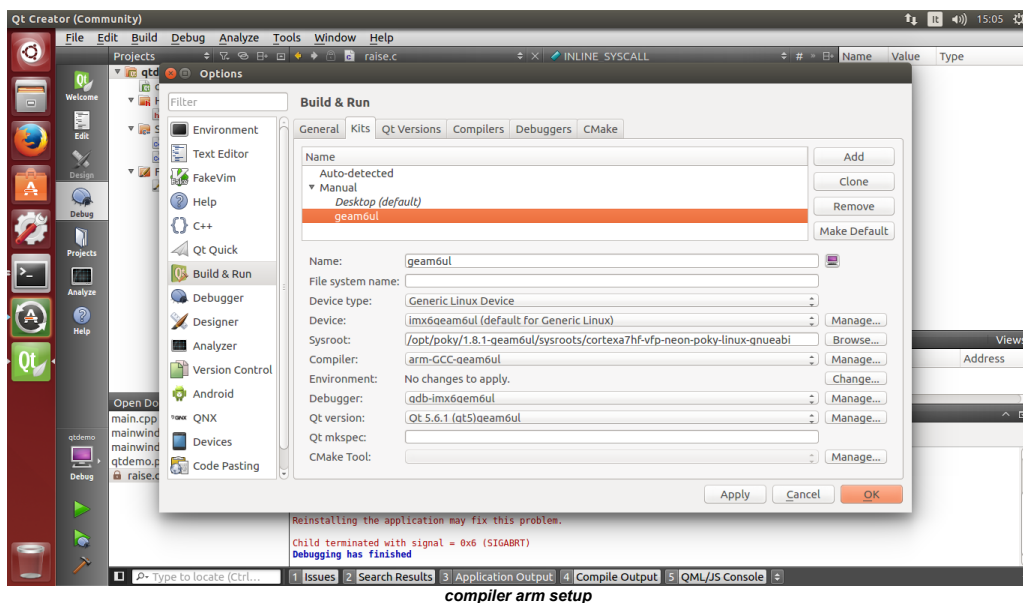 Qt Creator (Community)
It
15:05
File Edit Build Debug Analyze Tools Window Help
Projects
raise.c
INLINE_SYSCALL
#
Name Value Type
Options
Welcome
Edit
Design
Debug
Projects
Analyze
Help
qtdemo
Debug
Filter
Environment
Text Editor
FakeVim
Help
C++
Qt Quick
Build & Run
Debugger
Designer
Analyzer
Version Control
Android
QNX
Devices
Code Pasting
Build & Run
General Kits Qt Versions Compilers Debuggers CMake
Name
Auto-detected
Manual
Desktop (default)
geam6ul
Add
Clone
Remove
Make Default
Name: geam6ul
File system name:
Device type: Generic Linux Device
Device: imx6geam6ul (default for Generic Linux) Manage...
Sysroot: /opt/poky/1.8.1-geam6ul/sysroots/cortexa7hf-vfp-neon-poky-linux-gnueabi Browse...
Compiler: arm-GCC-geam6ul Manage...
Environment: No changes to apply. Change...
Debugger: gdb-imx6gem6ul Manage...
Qt version: Qt 5.6.1 (qt5)geam6ul Manage...
Qt mkspec:
CMake Tool: Manage...
Apply Cancel OK
Views
Address
Open Do
main.cpp
mainwind
mainwind
qtdemo.p
raise.c
Reinstalling the application may fix this problem.
Child terminated with signal = 0x6 (SIGABRT)
Debugging has finished
Type to locate (Ctrl...
1 Issues 2 Search Results 3 Application Output 4 Compile Output 5 QML/JS Console
compiler arm setup